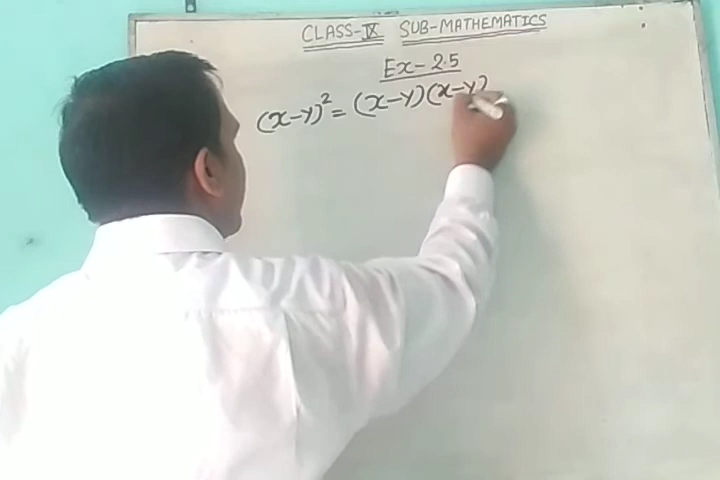 CLASS-IX SUB-MATHEMATICS
Ex-2.5
(x-y)² = (x-y)(x-y)